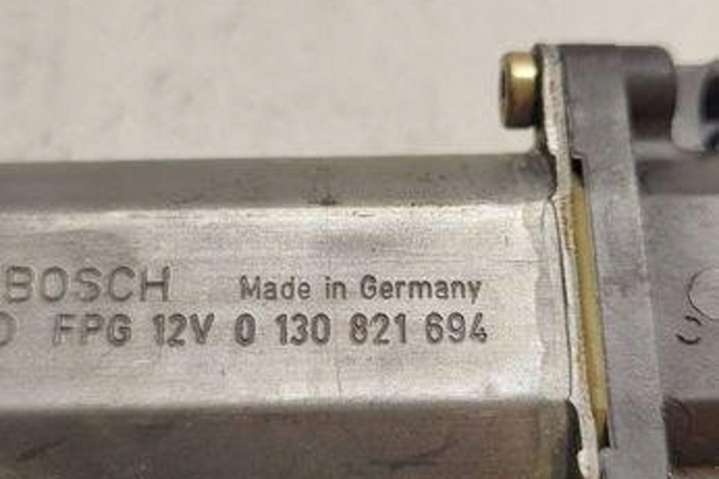 BOSCH Made in Germany
FPG 12V 0 130 821 694